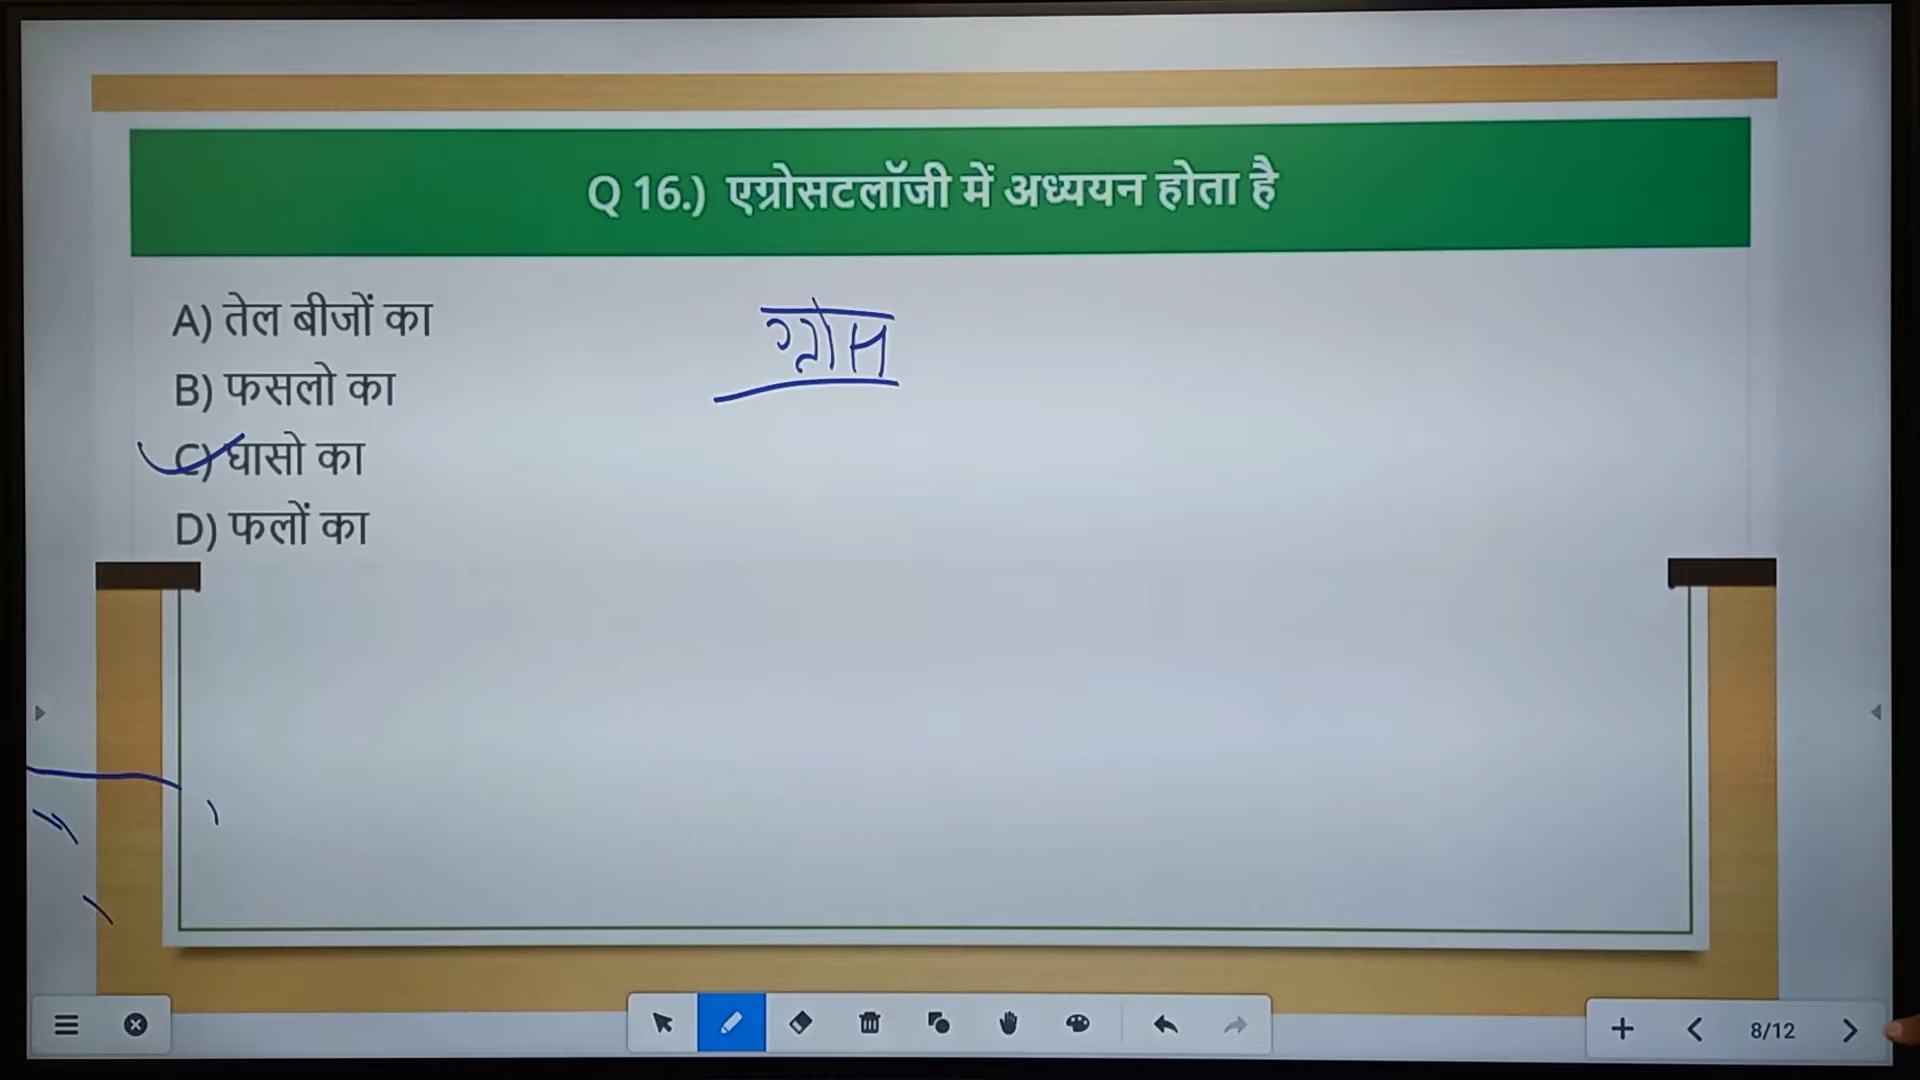 Q 16.) एग्रोसटलॉजी में अध्ययन होता है
A) तेल बीजों का
ग्रास
B) फसलो का
C) घासो का
D) फलों का
8/12